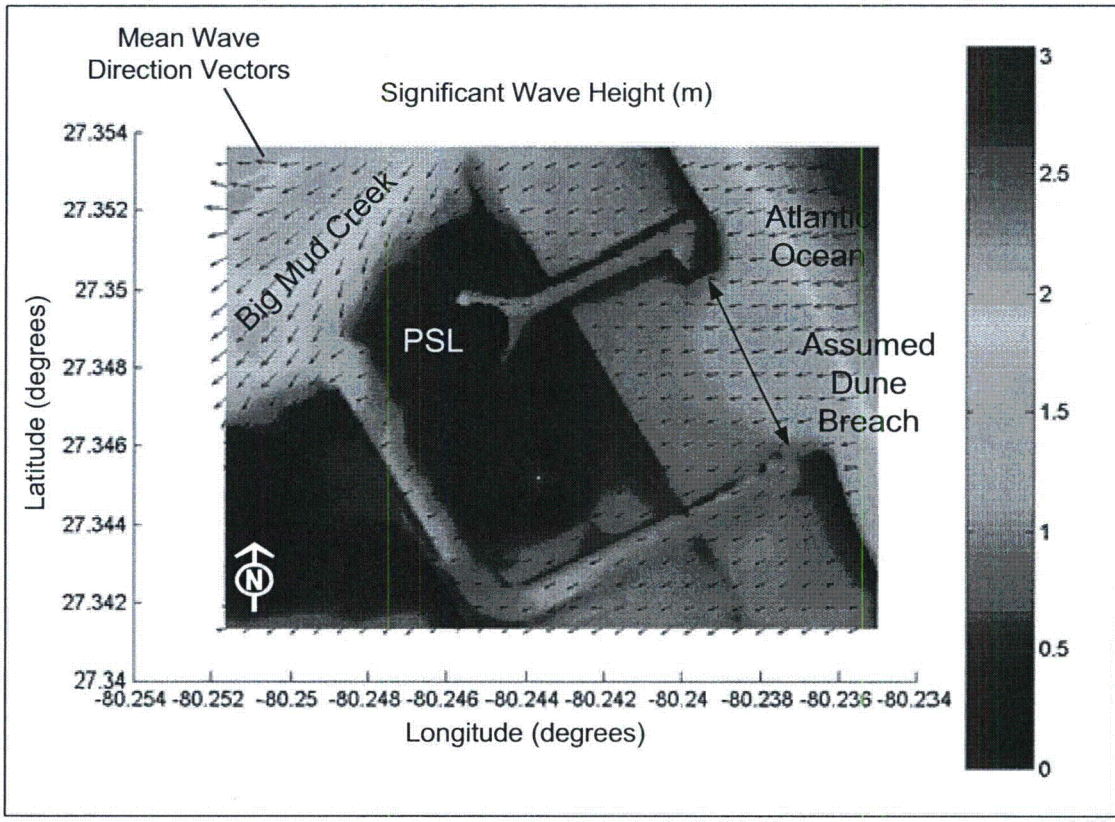 Mean Wave
Direction Vectors
Significant Wave Height (m)
27.354
27.352
27.35
27.348
27.346
27.344
27.342
27.34
Latitude (degrees)
Big Mud Creek
PSL
Atlantic
Ocean
Assumed
Dune
Breach
N
-80.254 -80.252 -80.25 -80.248 -80.246 -80.244 -80.242 -80.24 -80.238 -80.236 -80.234
Longitude (degrees)
3
2.5
2
1.5
1
0.5
0